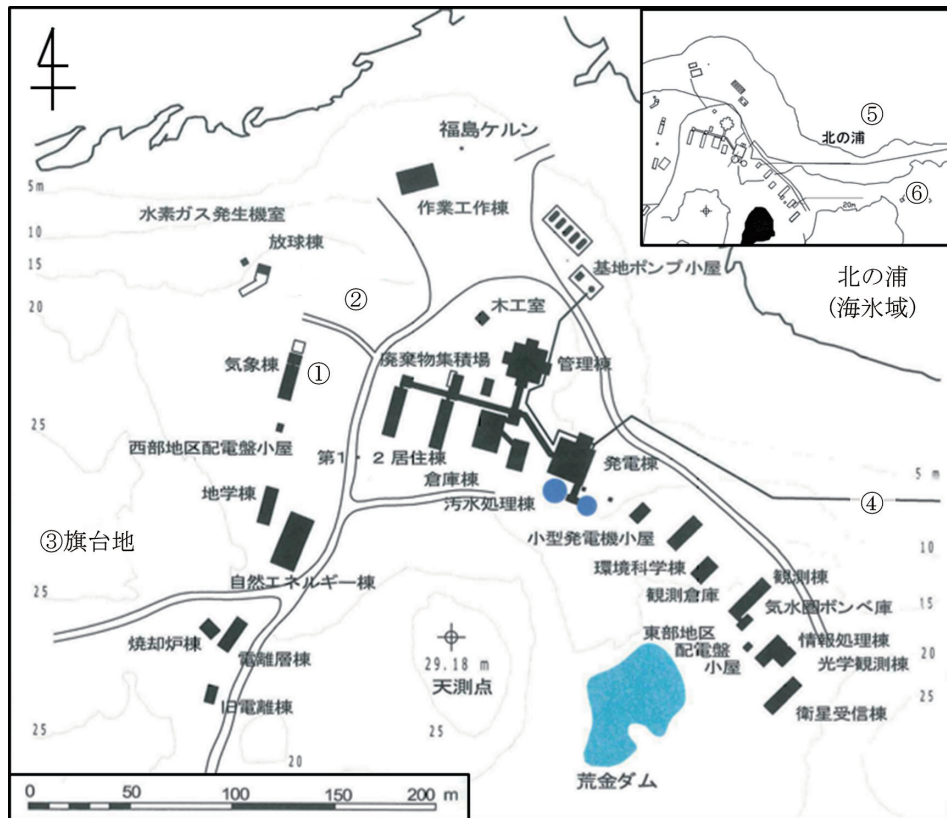 ⑤
北の浦
⑥
20m
福島ケルン
5m
作業工作棟
水素ガス発生機室
10
放球棟
15
基地ポンプ小屋
北の浦
(海氷域)
20
②
木工室
気象棟
①
廃棄物集積場
管理棟
25
西部地区配電盤小屋
第1・2居住棟
発電棟
5 m
倉庫棟
地学棟
汚水処理棟
④
③旗台地
小型発電機小屋
10
自然エネルギー棟
環境科学棟
観測棟
25
観測倉庫
気水圏ボンベ庫
15
焼却炉棟
東部地区
配電盤
小屋
情報処理棟
電離層棟
29.18 m
天測点
光学観測棟
20
旧電離棟
25
衛星受信棟
25
25
20
荒金ダム
0 50 100 150 200 m